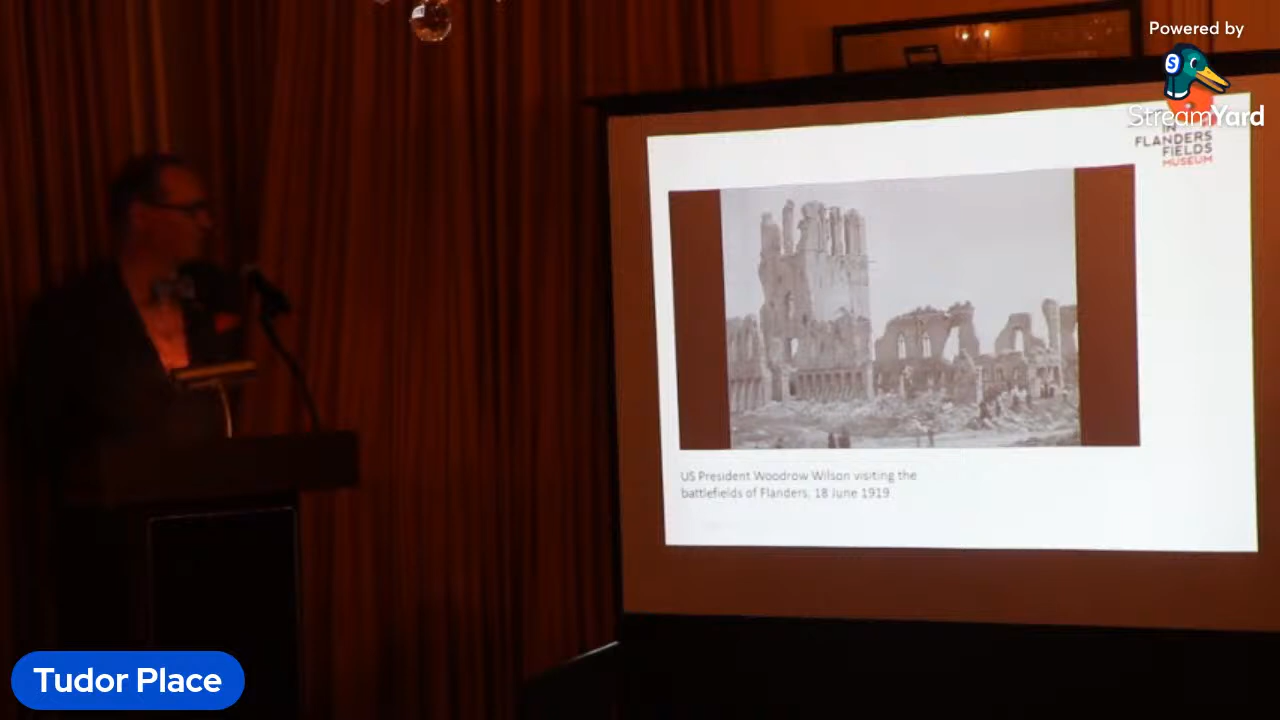 Powered by
S
StreamYard
IN
FLANDERS
FIELDS
MUSEUM
US President Woodrow Wilson visiting the
battlefields of Flanders, 18 June 1919
Tudor Place